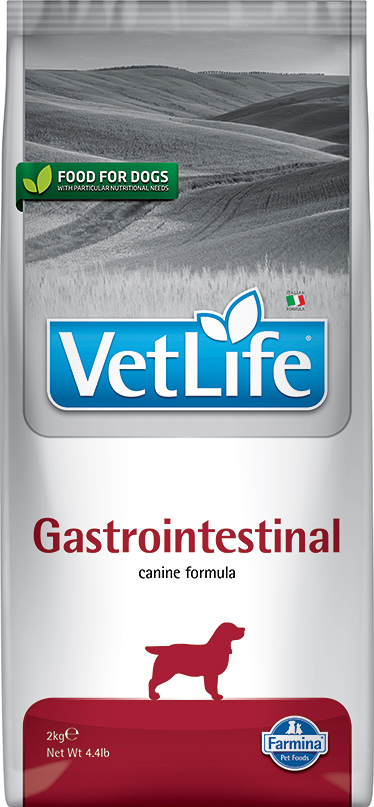 FOOD FOR DOGS
WITH PARTICULAR NUTRITIONAL NEEDS
ITALIAN
FORMULA
VetLife®
Gastrointestinal
canine formula
2kg℮
Net Wt 4.4lb
Farmina®
Pet Foods